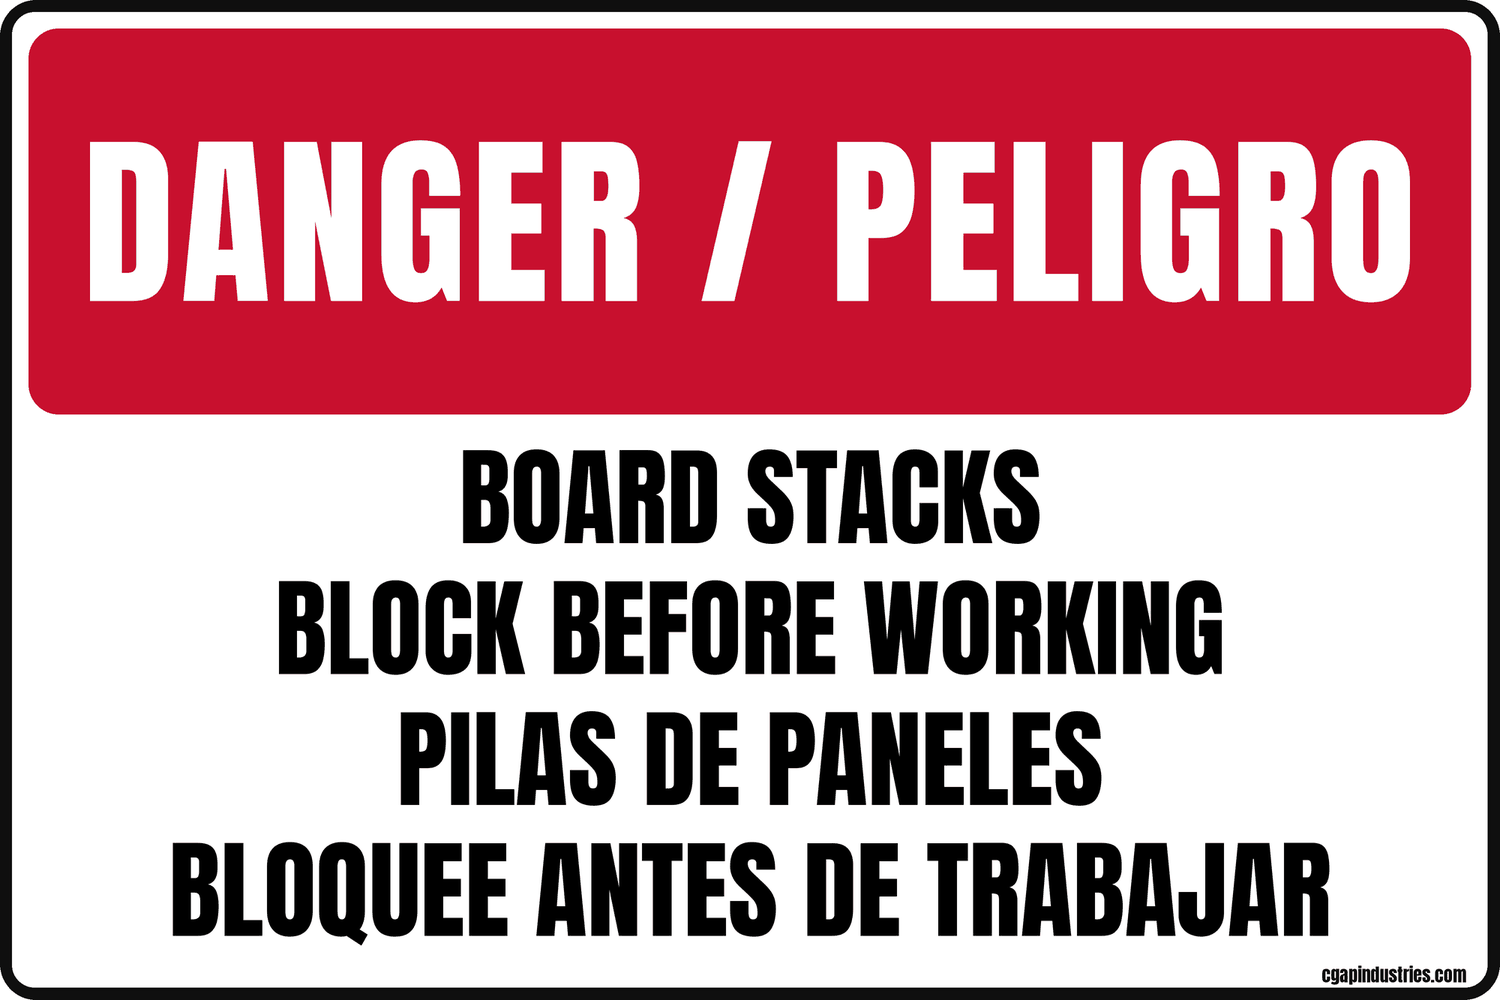 DANGER / PELIGRO
BOARD STACKS
BLOCK BEFORE WORKING
PILAS DE PANELES
BLOQUEE ANTES DE TRABAJAR
cgapindustries.com